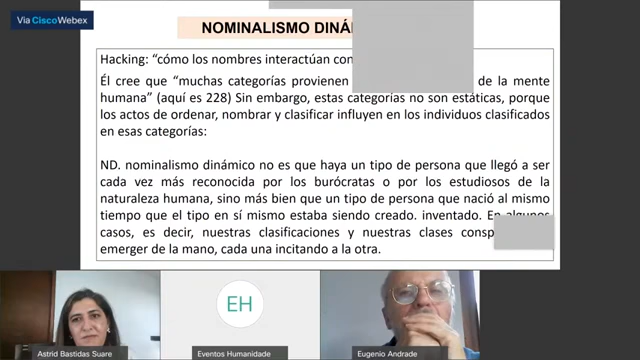 Via Cisco Webex
NOMINALISMO
Hacking: “cómo los nombres interactúan con
Él cree que “muchas categorías provienen de la mente
humana” (aquí es 228) Sin embargo, estas categorías no son estáticas, porque
los actos de ordenar, nombrar y clasificar influyen en los individuos clasificados
en esas categorías:
ND. nominalismo dinámico no es que haya un tipo de persona que llegó a ser
cada vez más reconocida por los burócratas o por los estudiosos de la
naturaleza humana, sino más bien que un tipo de persona que nació al mismo
tiempo que el tipo en sí mismo estaba siendo creado. inventado. En algunos
casos, es decir, nuestras clasificaciones y nuestras clases
emerger de la mano, cada una incitando a la otra.
EH
Astrid Bastidas Suare
Eventos Humanidade
Eugenio Andrade